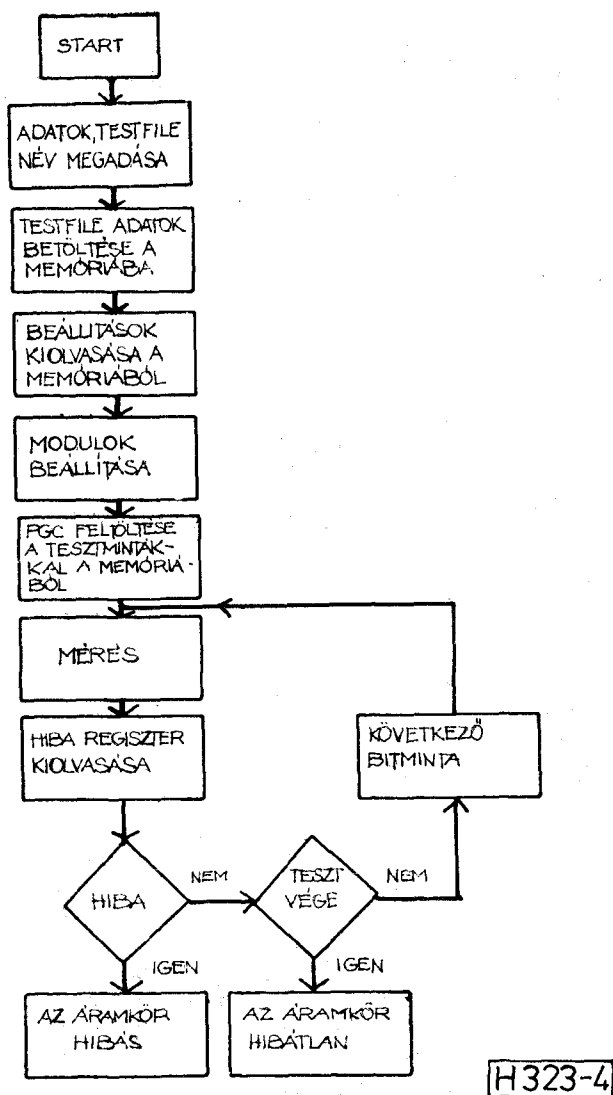 START
ADATOK, TESTFILE
NÉV MEGADÁSA
TESTFILE ADATOK
BETÖLTÉSE A
MEMÓRIÁBA
BEÁLLITÁSOK
KIOLVASÁSA A
MEMÓRIÁBÓL
MODULOK
BEÁLLÍTÁSA
PGC FELTÖLTÉSE
A TESZTMINTÁK-
KAL A MEMÓRIÁ-
BÓL
MÉRÉS
HIBA REGISZTER
KIOLVASÁSA
KÖVETKEZŐ
BITMINTA
HIBA
NEM
TESZT
VÉGE
NEM
IGEN
IGEN
AZ ÁRAMKÖR
HIBÁS
AZ ÁRAMKÖR
HIBÁTLAN
H323-4